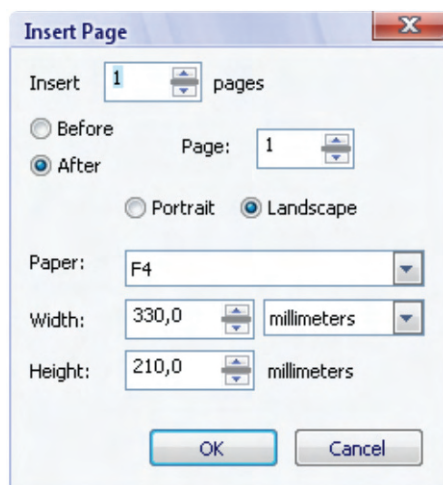 Insert Page
Insert 1 pages
Before
Page: 1
After
Portrait Landscape
Paper: F4
Width: 330,0 millimeters
Height: 210,0 millimeters
OK Cancel